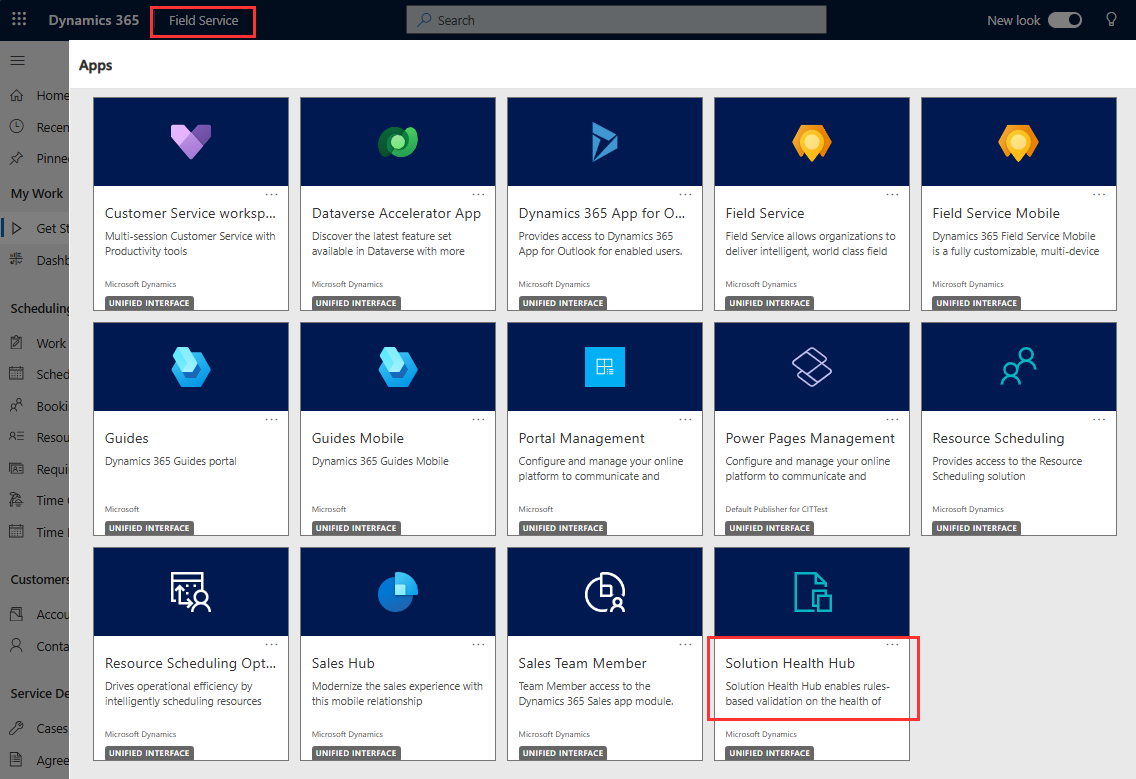 Dynamics 365 Field Service Search New look
Apps
Home
Recen
Pinned
My Work
Get St
Dashb
Scheduling
Work
Sched
Booki
Resou
Requi
Time
Time
Customers
Accou
Conta
Service De
Cases
Agree
Customer Service worksp...
Multi-session Customer Service with
Productivity tools
Microsoft Dynamics
UNIFIED INTERFACE
Dataverse Accelerator App
Discover the latest feature set
available in Dataverse with more
Microsoft Dynamics
UNIFIED INTERFACE
Dynamics 365 App for O...
Provides access to Dynamics 365
App for Outlook for enabled users.
Microsoft Dynamics
UNIFIED INTERFACE
Field Service
Field Service allows organizations to
deliver intelligent, world class field
Microsoft Dynamics
UNIFIED INTERFACE
Field Service Mobile
Dynamics 365 Field Service Mobile
is a fully customizable, multi-device
Microsoft Dynamics
UNIFIED INTERFACE
Guides
Dynamics 365 Guides portal
Microsoft
UNIFIED INTERFACE
Guides Mobile
Dynamics 365 Guides Mobile
Microsoft
UNIFIED INTERFACE
Portal Management
Configure and manage your online
platform to communicate and
Microsoft
UNIFIED INTERFACE
Power Pages Management
Configure and manage your online
platform to communicate and
Default Publisher for CITTest
UNIFIED INTERFACE
Resource Scheduling
Provides access to the Resource
Scheduling solution
Microsoft Dynamics
UNIFIED INTERFACE
Resource Scheduling Opt...
Drives operational efficiency by
intelligently scheduling resources
Microsoft Dynamics
UNIFIED INTERFACE
Sales Hub
Modernize the sales experience with
this mobile relationship
Microsoft Dynamics
UNIFIED INTERFACE
Sales Team Member
Team Member access to the
Dynamics 365 Sales app module.
Microsoft Dynamics
UNIFIED INTERFACE
Solution Health Hub
Solution Health Hub enables rules-
based validation on the health of
Microsoft Dynamics
UNIFIED INTERFACE